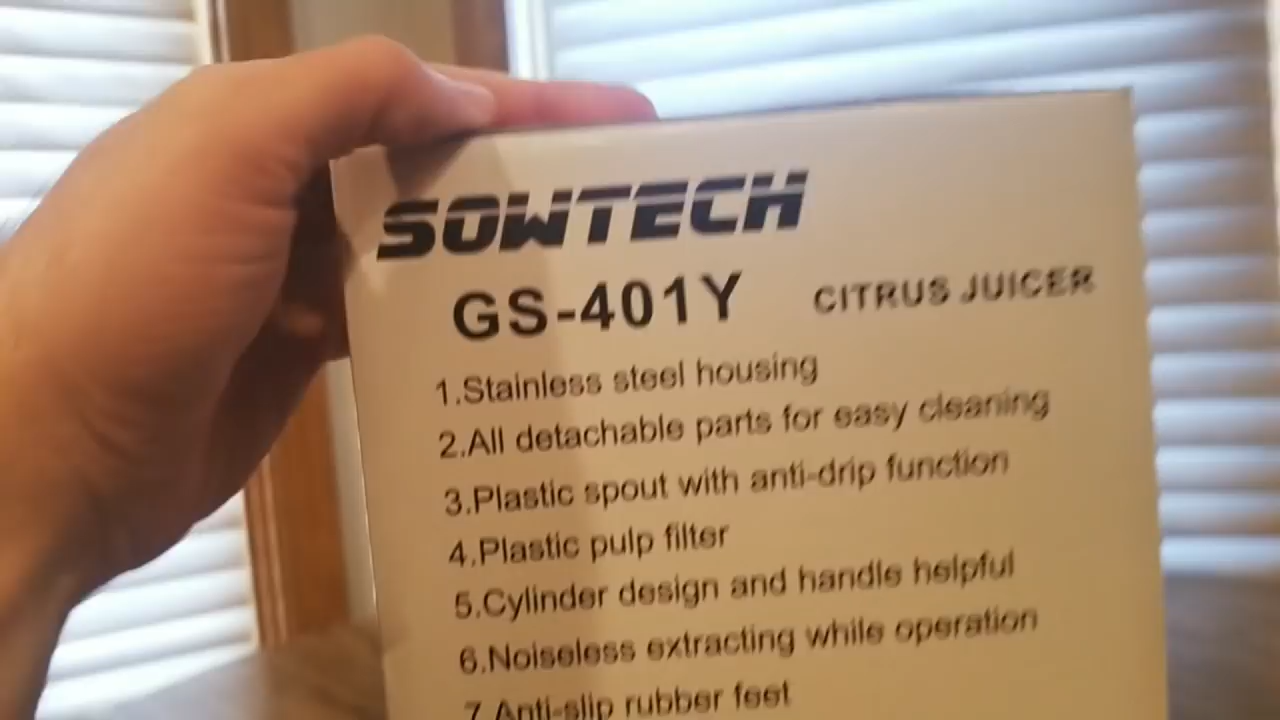 SOWTECH
GS-401Y CITRUS JUICER
1.Stainless steel housing
2.All detachable parts for easy cleaning
3.Plastic spout with anti-drip function
4.Plastic pulp filter
5.Cylinder design and handle helpful
6.Noiseless extracting while operation
7.Anti-slip rubber feet